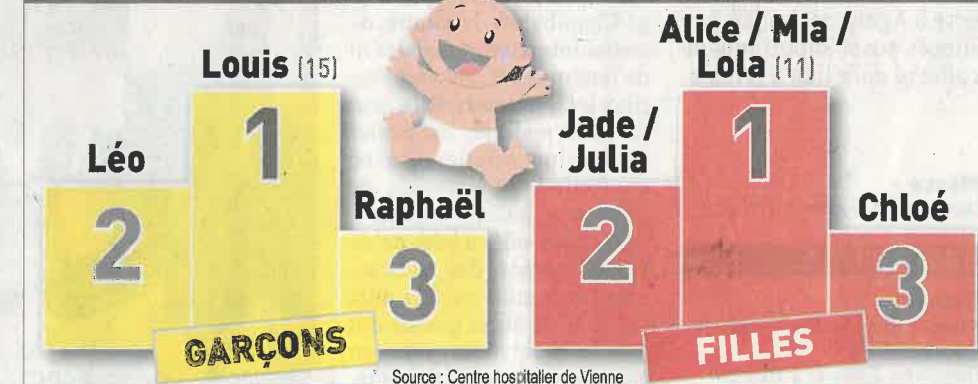 Louis (15)
1
Léo
2
Raphaël
3
GARÇONS
Alice / Mia /
Lola (11)
1
Jade /
Julia
2
Chloé
3
FILLES
Source : Centre hospitalier de Vienne